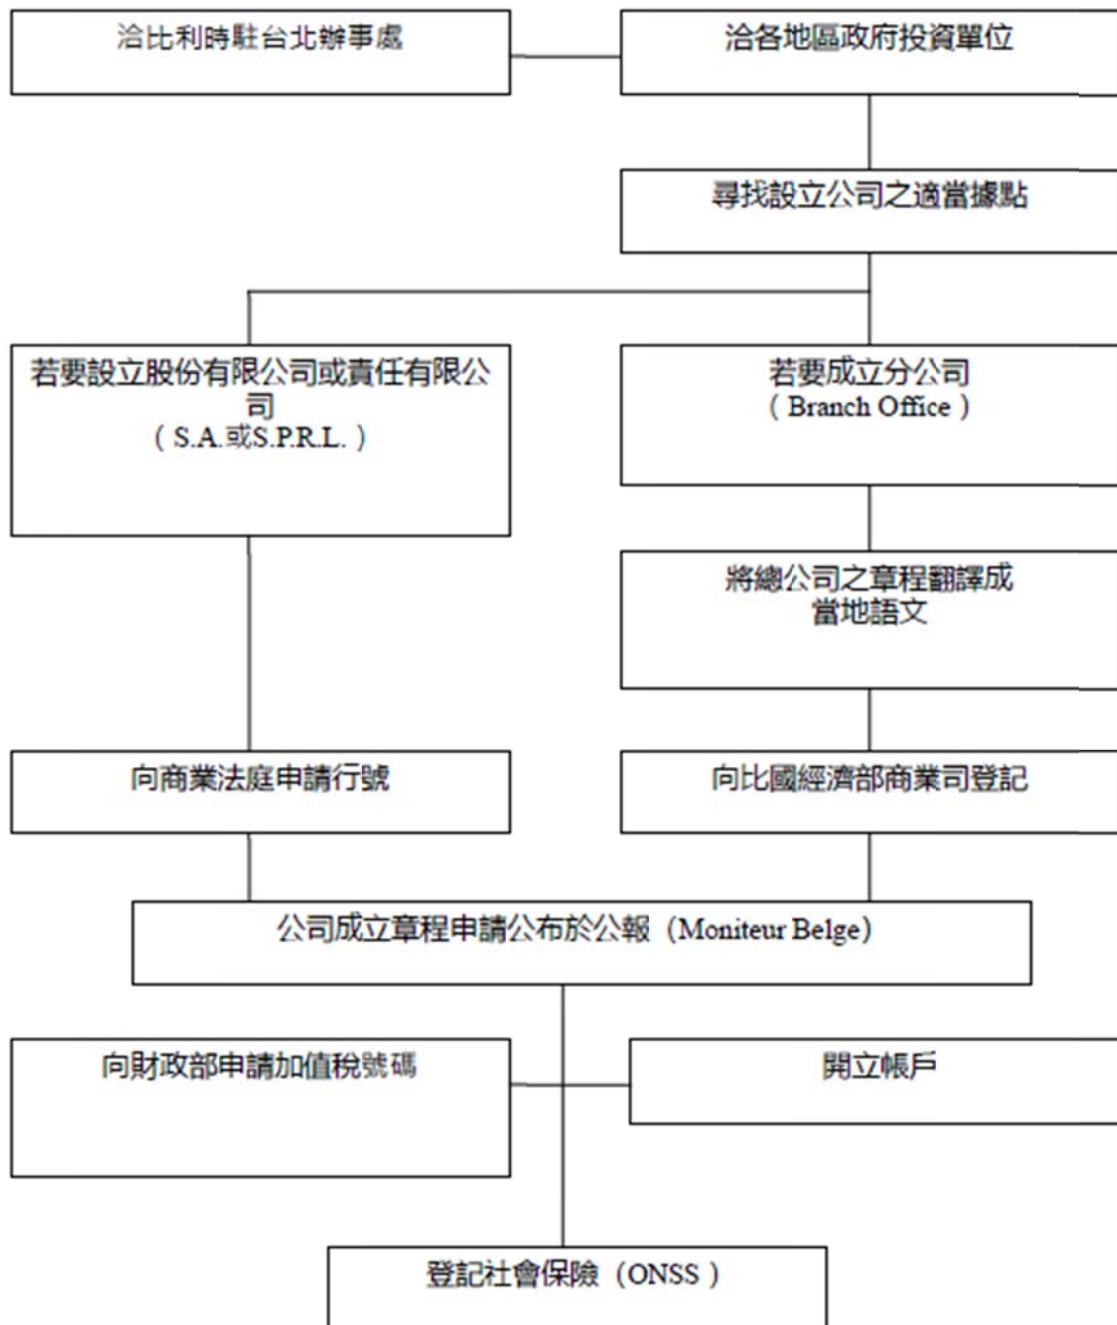 洽比利時駐台北辦事處
洽各地區政府投資單位
尋找設立公司之適當據點
若要設立股份有限公司或責任有限公
司
（ S.A.或S.P.R.L. ）
若要成立分公司
（ Branch Office ）
將總公司之章程翻譯成
當地語文
向商業法庭申請行號
向比國經濟部商業司登記
公司成立章程申請公布於公報（Moniteur Belge）
向財政部申請加值稅號碼
開立帳戶
登記社會保險（ONSS ）